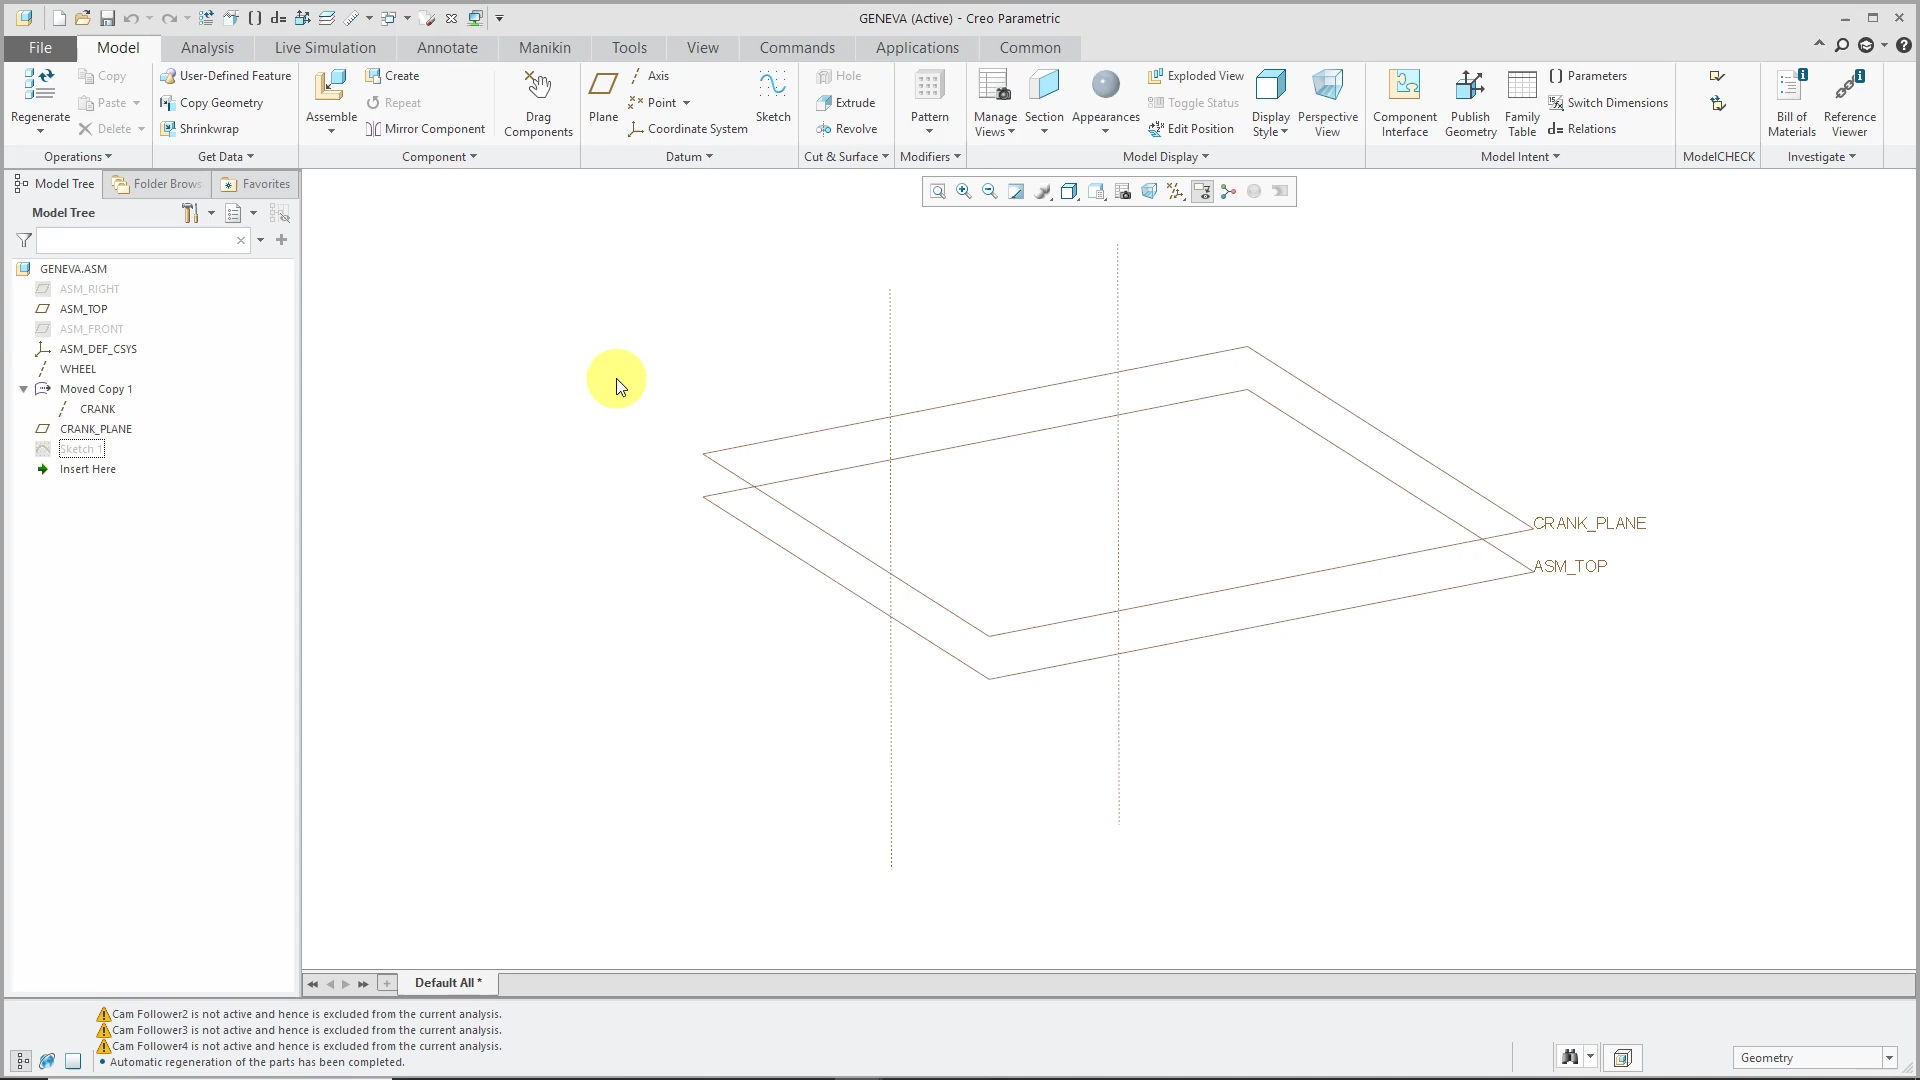 GENEVA (Active) - Creo Parametric
File Model Analysis Live Simulation Annotate Manikin Tools View Commands Applications Common
Regenerate Copy Paste Delete
User-Defined Feature
Copy Geometry
Shrinkwrap
Assemble Create Repeat Mirror Component
Drag Components
Plane Axis Point Coordinate System Sketch
Hole Extrude Revolve
Pattern
Manage Views Section Appearances
Exploded View Toggle Status Edit Position
Display Style Perspective View
Component Interface Publish Geometry Family Table
Parameters Switch Dimensions Relations
Bill of Materials Reference Viewer
Operations Get Data Component Datum Cut & Surface Modifiers Model Display Model Intent ModelCHECK Investigate
Model Tree Folder Brows Favorites
Model Tree
GENEVA.ASM
ASM_RIGHT
ASM_TOP
ASM_FRONT
ASM_DEF_CSYS
WHEEL
Moved Copy 1
CRANK
CRANK_PLANE
Sketch 1
Insert Here
CRANK_PLANE
ASM_TOP
Default All *
Cam Follower2 is not active and hence is excluded from the current analysis.
Cam Follower3 is not active and hence is excluded from the current analysis.
Cam Follower4 is not active and hence is excluded from the current analysis.
• Automatic regeneration of the parts has been completed.
Geometry